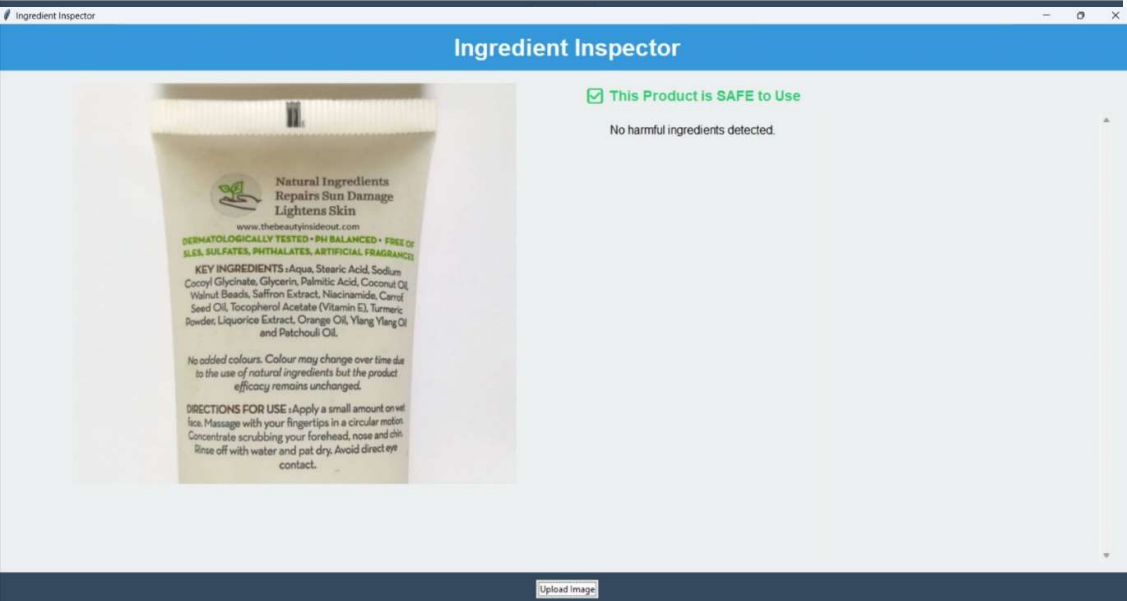 Ingredient Inspector
Ingredient Inspector
This Product is SAFE to Use
No harmful ingredients detected.
Natural Ingredients
Repairs Sun Damage
Lightens Skin
www.thebeautyinsideout.com
DERMATOLOGICALLY TESTED • PH BALANCED • FREE OF
SLES, SULFATES, PHTHALATES, ARTIFICIAL FRAGRANCES
KEY INGREDIENTS :Aqua, Stearic Acid, Sodium
Cocoyl Glycinate, Glycerin, Palmitic Acid, Coconut Oil,
Walnut Beads, Saffron Extract, Niacinamide, Carrot
Seed Oil, Tocopherol Acetate (Vitamin E), Turmeric
Powder, Liquorice Extract, Orange Oil, Ylang Ylang Oil
and Patchouli Oil.
No added colours. Colour may change over time due
to the use of natural ingredients but the product
efficacy remains unchanged.
DIRECTIONS FOR USE :Apply a small amount on wet
face. Massage with your fingertips in a circular motion.
Concentrate scrubbing your forehead, nose and chin.
Rinse off with water and pat dry. Avoid direct eye
contact.
Upload Image